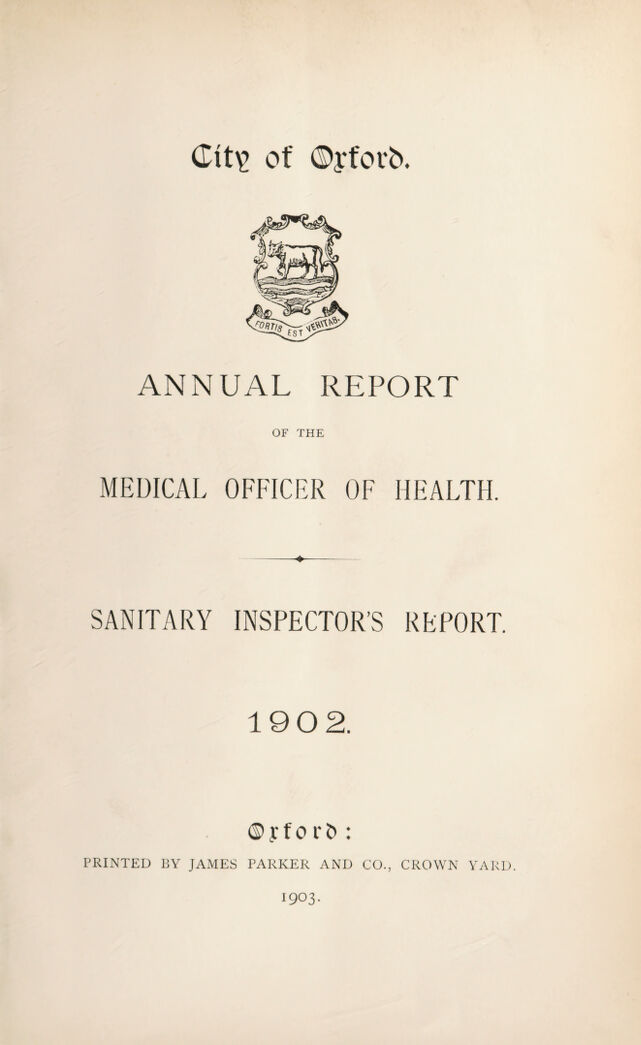 City of Oxford.
FORTIS EST VERITAS.
ANNUAL REPORT
OF THE
MEDICAL OFFICER OF HEALTH.
SANITARY INSPECTOR'S REPORT.
1902.
Oxford:
PRINTED BY JAMES PARKER AND CO., CROWN YARD.
1903.